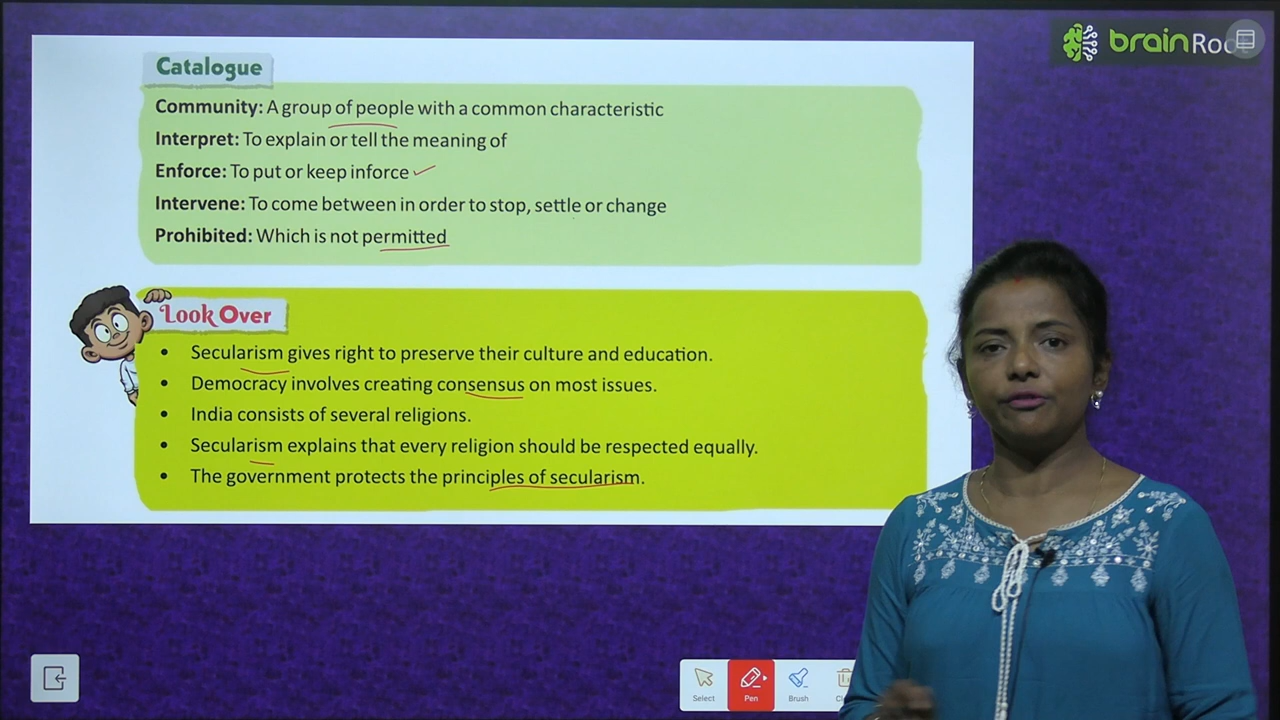 brain Roo
Catalogue
Community: A group of people with a common characteristic
Interpret: To explain or tell the meaning of
Enforce: To put or keep inforce
Intervene: To come between in order to stop, settle or change
Prohibited: Which is not permitted
Look Over
• Secularism gives right to preserve their culture and education.
• Democracy involves creating consensus on most issues.
• India consists of several religions.
• Secularism explains that every religion should be respected equally.
• The government protects the principles of secularism.
Select Pen Brush